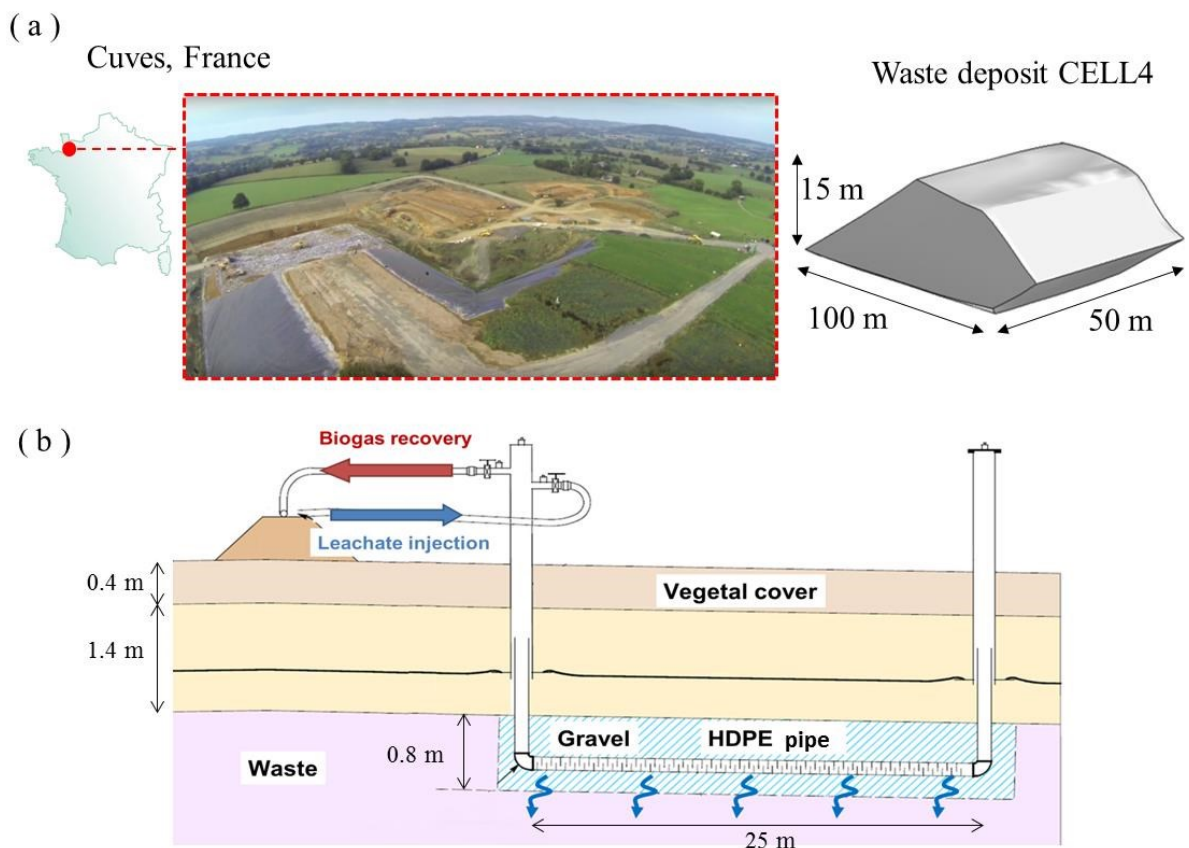 ( a )
Cuves, France
Waste deposit CELL4
15 m
100 m
50 m
( b )
Biogas recovery
Leachate injection
0.4 m
Vegetal cover
1.4 m
0.8 m
Gravel
HDPE pipe
Waste
25 m